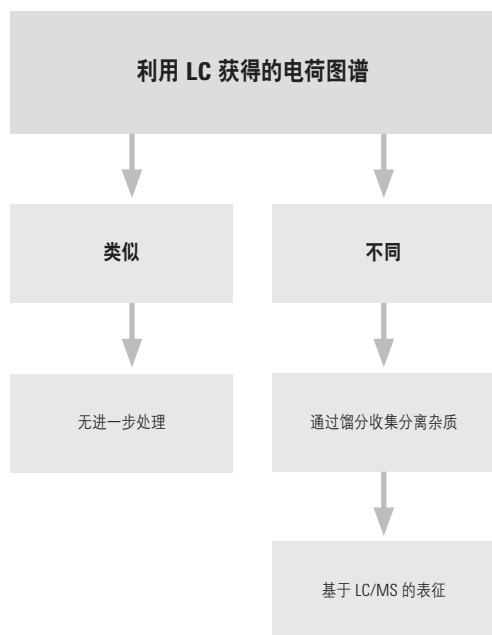 利用 LC 获得的电荷图谱
类似
不同
无进一步处理
通过馏分收集分离杂质
基于 LC/MS 的表征